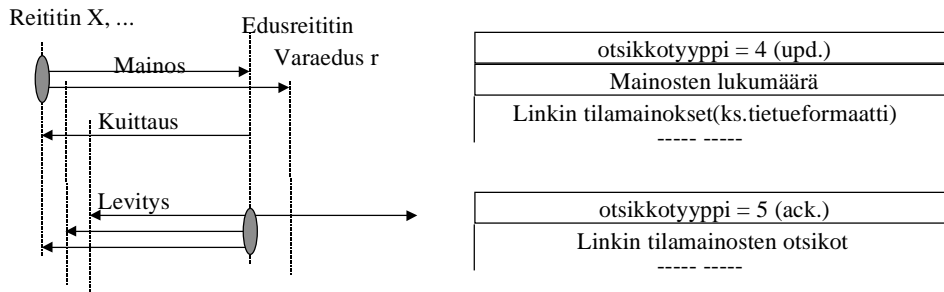 Reititin X, ...
Edusreititin
Varaedus r
Mainos
Kuittaus
Levitys
otsikkotyyppi = 4 (upd.)
Mainosten lukumäärä
Linkin tilamainokset(ks.tietueformaatti)
----- -----
otsikkotyyppi = 5 (ack.)
Linkin tilamainosten otsikot
----- -----